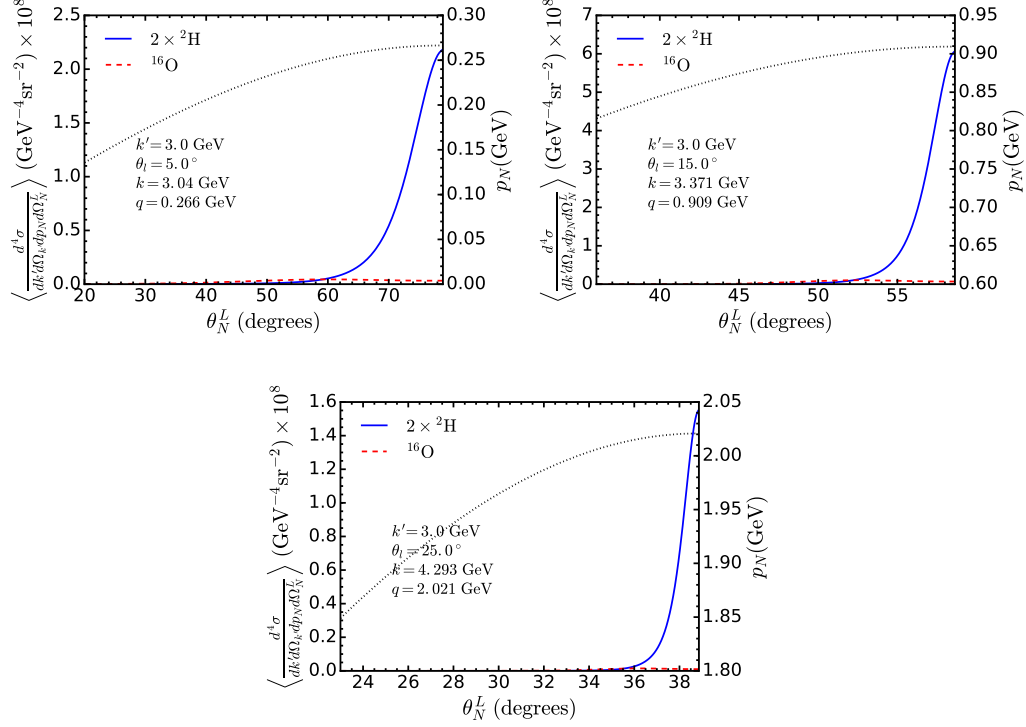 2.5
2.0
1.5
1.0
0.5
0.0
⟨ d⁴σ / dk′dΩ_k′dp_N dΩ_N^L ⟩ (GeV⁻⁴sr⁻²) × 10⁸
2 × ²H
¹⁶O
k′ = 3.0 GeV
θ_l = 5.0°
k = 3.04 GeV
q = 0.266 GeV
0.30
0.25
0.20
0.15
0.10
0.05
0.00
p_N(GeV)
20 30 40 50 60 70
θ_N^L (degrees)
7
6
5
4
3
2
1
0
⟨ d⁴σ / dk′dΩ_k′dp_N dΩ_N^L ⟩ (GeV⁻⁴sr⁻²) × 10⁸
2 × ²H
¹⁶O
k′ = 3.0 GeV
θ_l = 15.0°
k = 3.371 GeV
q = 0.909 GeV
0.95
0.90
0.85
0.80
0.75
0.70
0.65
0.60
p_N(GeV)
40 45 50 55
θ_N^L (degrees)
1.6
1.4
1.2
1.0
0.8
0.6
0.4
0.2
0.0
⟨ d⁴σ / dk′dΩ_k′dp_N dΩ_N^L ⟩ (GeV⁻⁴sr⁻²) × 10⁸
2 × ²H
¹⁶O
k′ = 3.0 GeV
θ_l = 25.0°
k = 4.293 GeV
q = 2.021 GeV
2.05
2.00
1.95
1.90
1.85
1.80
p_N(GeV)
24 26 28 30 32 34 36 38
θ_N^L (degrees)